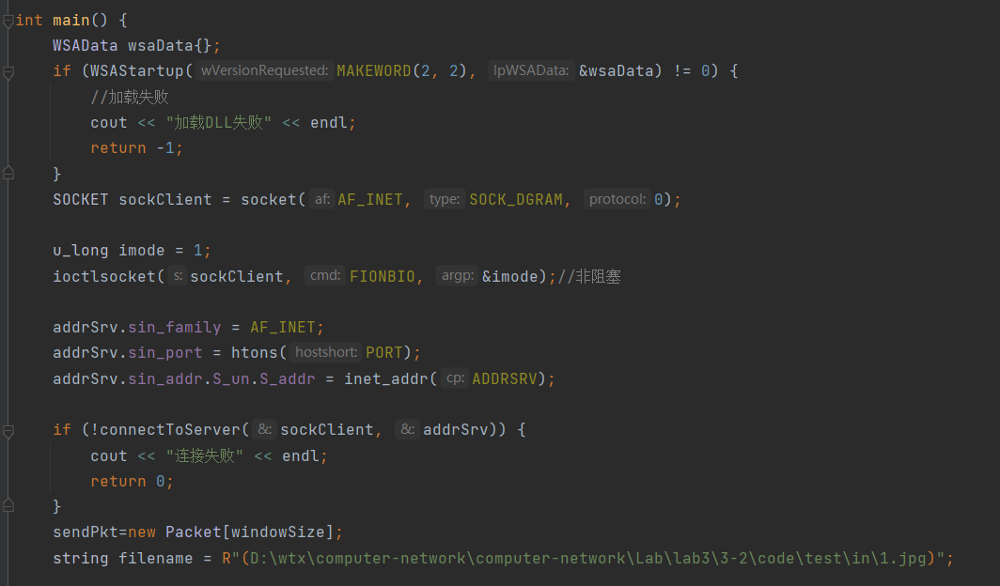 int main() {
WSAData wsaData{};
if (WSAStartup( wVersionRequested: MAKEWORD(2, 2), lpWSAData: &wsaData) != 0) {
//加载失败
cout << "加载DLL失败" << endl;
return -1;
}
SOCKET sockClient = socket( af: AF_INET, type: SOCK_DGRAM, protocol: 0);
u_long imode = 1;
ioctlsocket( s: sockClient, cmd: FIONBIO, argp: &imode);//非阻塞
addrSrv.sin_family = AF_INET;
addrSrv.sin_port = htons( hostshort: PORT);
addrSrv.sin_addr.S_un.S_addr = inet_addr( cp: ADDRSRV);
if (!connectToServer( &: sockClient, &: addrSrv)) {
cout << "连接失败" << endl;
return 0;
}
sendPkt=new Packet[windowSize];
string filename = R"(D:\wtx\computer-network\computer-network\Lab\lab3\3-2\code\test\in\1.jpg)";